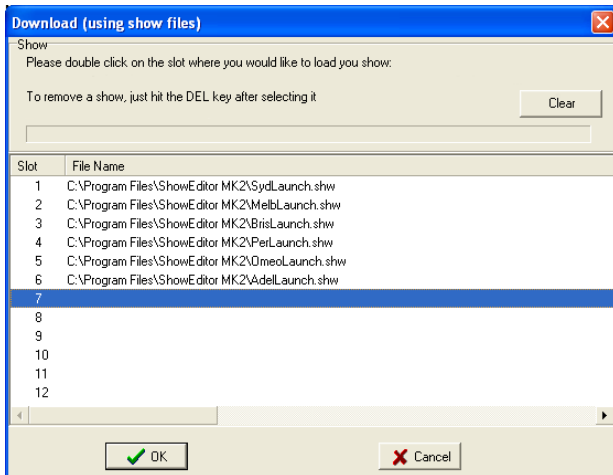 Download (using show files)
Show
Please double click on the slot where you would like to load you show:
To remove a show, just hit the DEL key after selecting it
Clear
Slot File Name
1 C:\Program Files\ShowEditor MK2\SydLaunch.shw
2 C:\Program Files\ShowEditor MK2\MelbLaunch.shw
3 C:\Program Files\ShowEditor MK2\BrisLaunch.shw
4 C:\Program Files\ShowEditor MK2\PerLaunch.shw
5 C:\Program Files\ShowEditor MK2\OmeoLaunch.shw
6 C:\Program Files\ShowEditor MK2\AdelLaunch.shw
7
8
9
10
11
12
OK Cancel